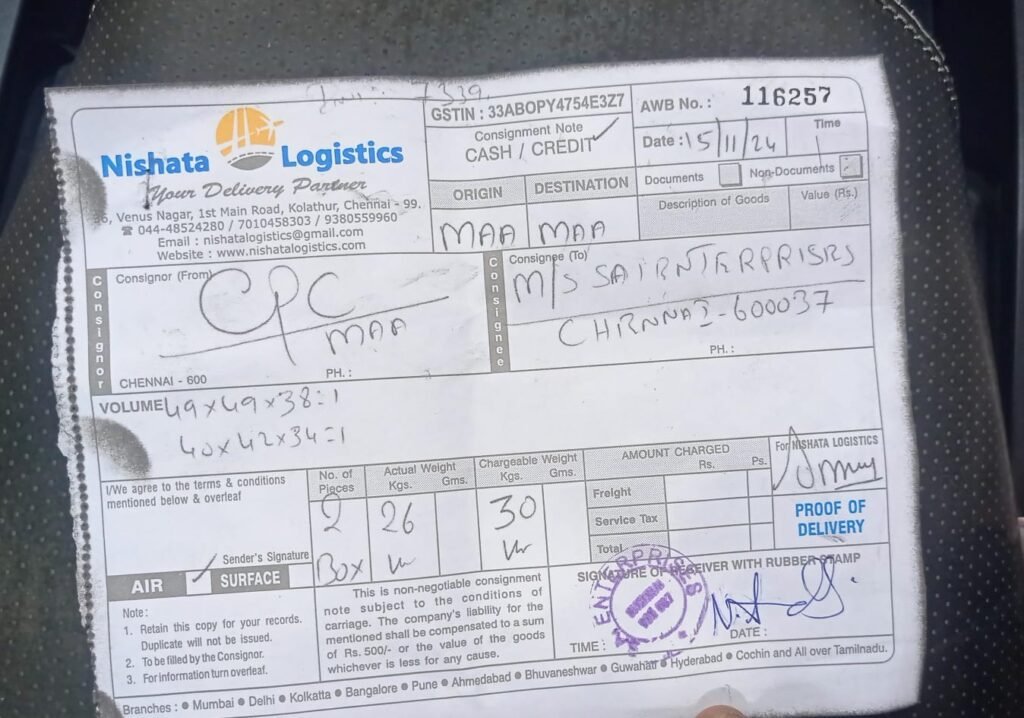 7339
Nishata Logistics
Your Delivery Partner
6, Venus Nagar, 1st Main Road, Kolathur, Chennai - 99.
☎ 044-48524280 / 7010458303 / 9380559960
Email : nishatalogistics@gmail.com
Website : www.nishatalogistics.com
GSTIN : 33ABOPY4754E3Z7
Consignment Note
CASH / CREDIT
ORIGIN DESTINATION
MAA MAA
AWB No. : 116257
Date : 15/11/24 Time
Documents Non-Documents
Description of Goods Value (Rs.)
Consignor
Consignor (From)
CPC
MAA
CHENNAI - 600 PH. :
Consignee
Consignee (To)
M/S SAI ENTERPRISES
CHENNAI-600037
PH. :
VOLUME 49x49x38=1
40x42x34=1
I/We agree to the terms & conditions
mentioned below & overleaf
Sender's Signature
AIR SURFACE
No. of Pieces
2
Box
Actual Weight
Kgs. Gms.
26
Chargeable Weight
Kgs. Gms.
30
AMOUNT CHARGED
Rs. Ps.
Freight
Service Tax
Total
For NISHATA LOGISTICS
PROOF OF
DELIVERY
Note :
1. Retain this copy for your records.
Duplicate will not be issued.
2. To be filled by the Consignor.
3. For information turn overleaf.
This is non-negotiable consignment
note subject to the conditions of
carriage. The company's liability for the
mentioned shall be compensated to a sum
of Rs. 500/- or the value of the goods
whichever is less for any cause.
SIGNATURE OF RECEIVER WITH RUBBER STAMP
ENTERPRISES
TIME : DATE :
Branches : ● Mumbai ● Delhi ● Kolkatta ● Bangalore ● Pune ● Ahmedabad ● Bhuvaneshwar ● Guwahati ● Hyderabad ● Cochin and All over Tamilnadu.